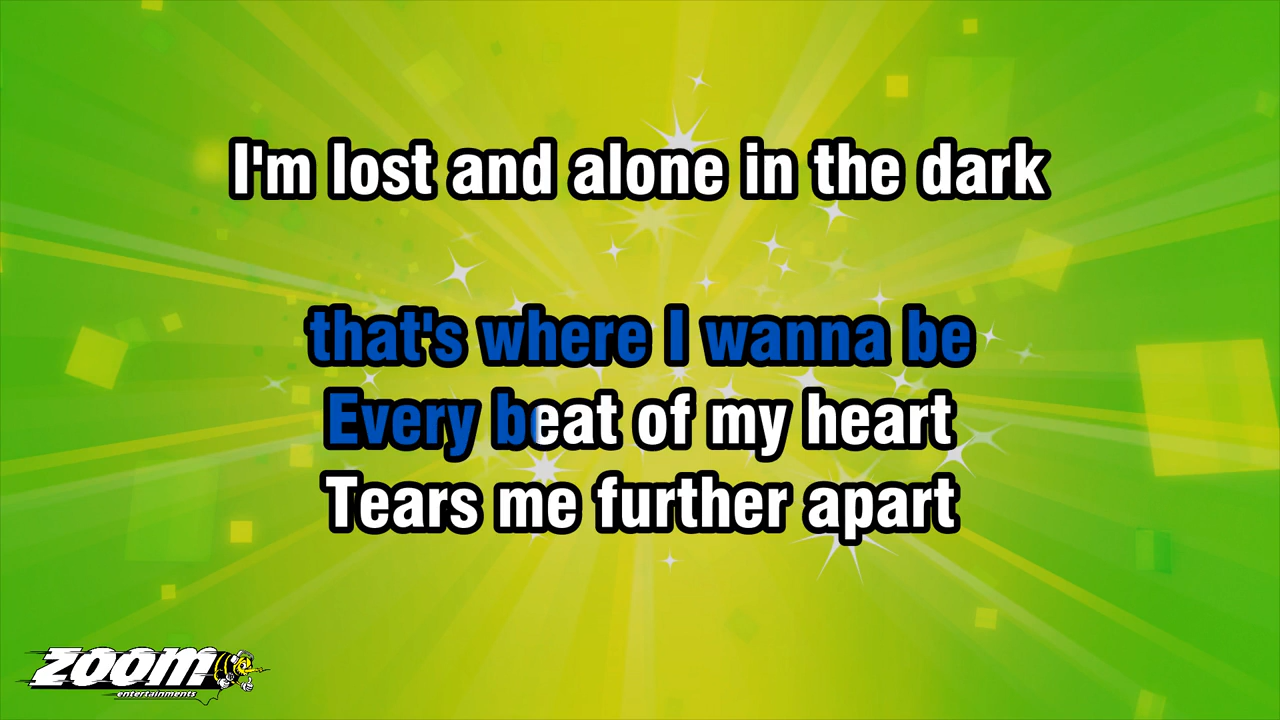 I'm lost and alone in the dark
that's where I wanna be
Every beat of my heart
Tears me further apart
zoom
entertainments